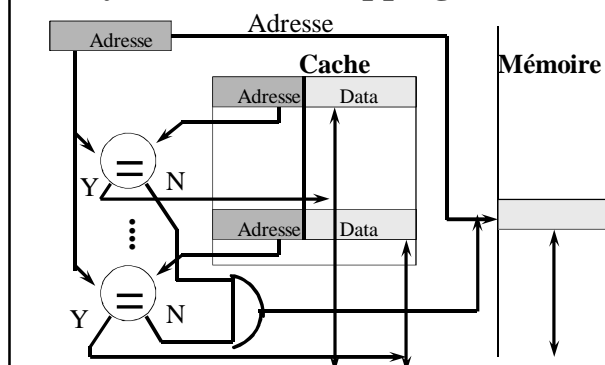 Adresse
Adresse
Cache
Mémoire
Adresse Data
=
Y N
Adresse Data
=
Y N